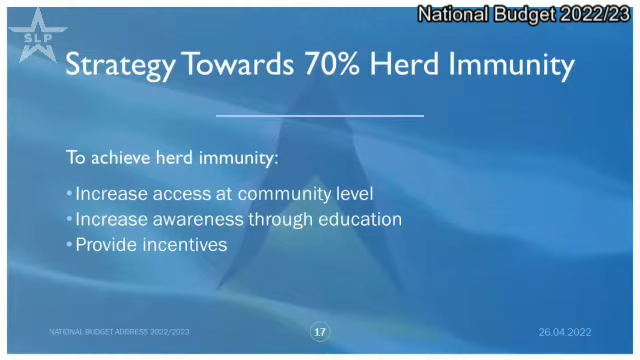 National Budget 2022/23
SLP
Strategy Towards 70% Herd Immunity
To achieve herd immunity:
• Increase access at community level
• Increase awareness through education
• Provide incentives
NATIONAL BUDGET ADDRESS 2022/2023
17
26.04.2022